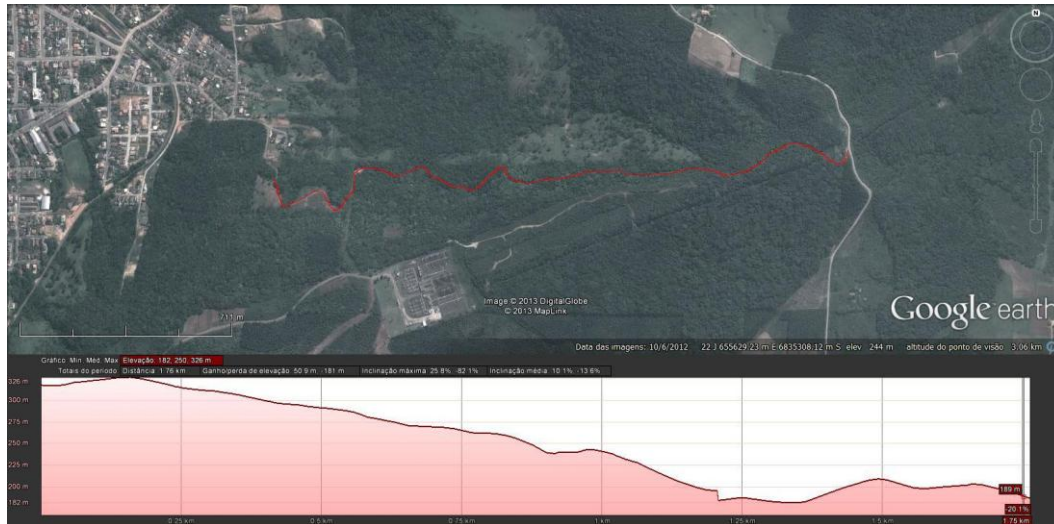 N
711 m
Image © 2013 DigitalGlobe
© 2013 MapLink
Google earth
Data das imagens: 10/6/2012 22 J 655629.23 m E 6835308.12 m S elev 244 m altitude do ponto de visão 3.06 km
Gráfico Min Méd Máx Elevação: 182, 250, 326 m
Totais do período Distância: 1.76 km Ganho/perda de elevação: 50.9 m, -181 m Inclinação máxima: 25.8%, -82.1% Inclinação média: 10.1%, -13.6%
326 m
300 m
275 m
250 m
225 m
200 m
182 m
189 m
-20.1%
0.25 km 0.5 km 0.75 km 1 km 1.25 km 1.5 km 1.75 km